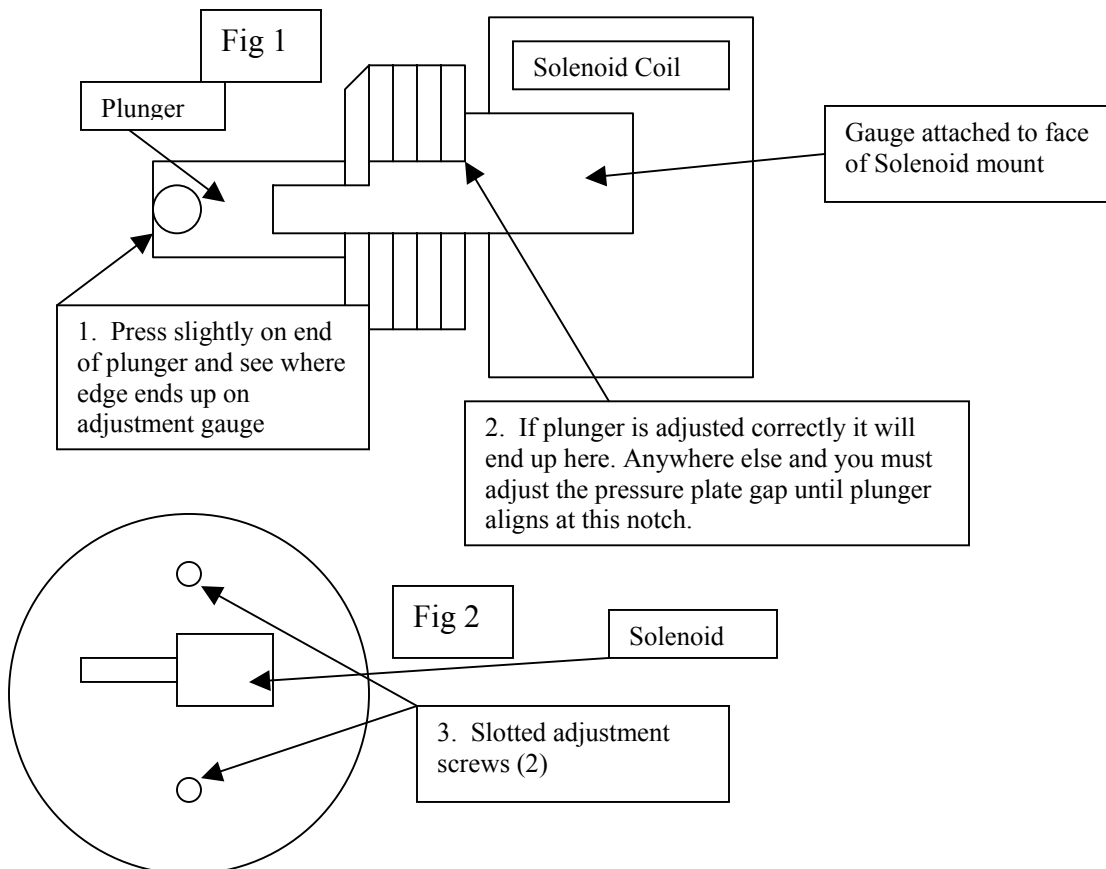 Fig 1
Solenoid Coil
Plunger
Gauge attached to face
of Solenoid mount
1. Press slightly on end
of plunger and see where
edge ends up on
adjustment gauge
2. If plunger is adjusted correctly it will
end up here. Anywhere else and you must
adjust the pressure plate gap until plunger
aligns at this notch.
Fig 2
Solenoid
3. Slotted adjustment
screws (2)